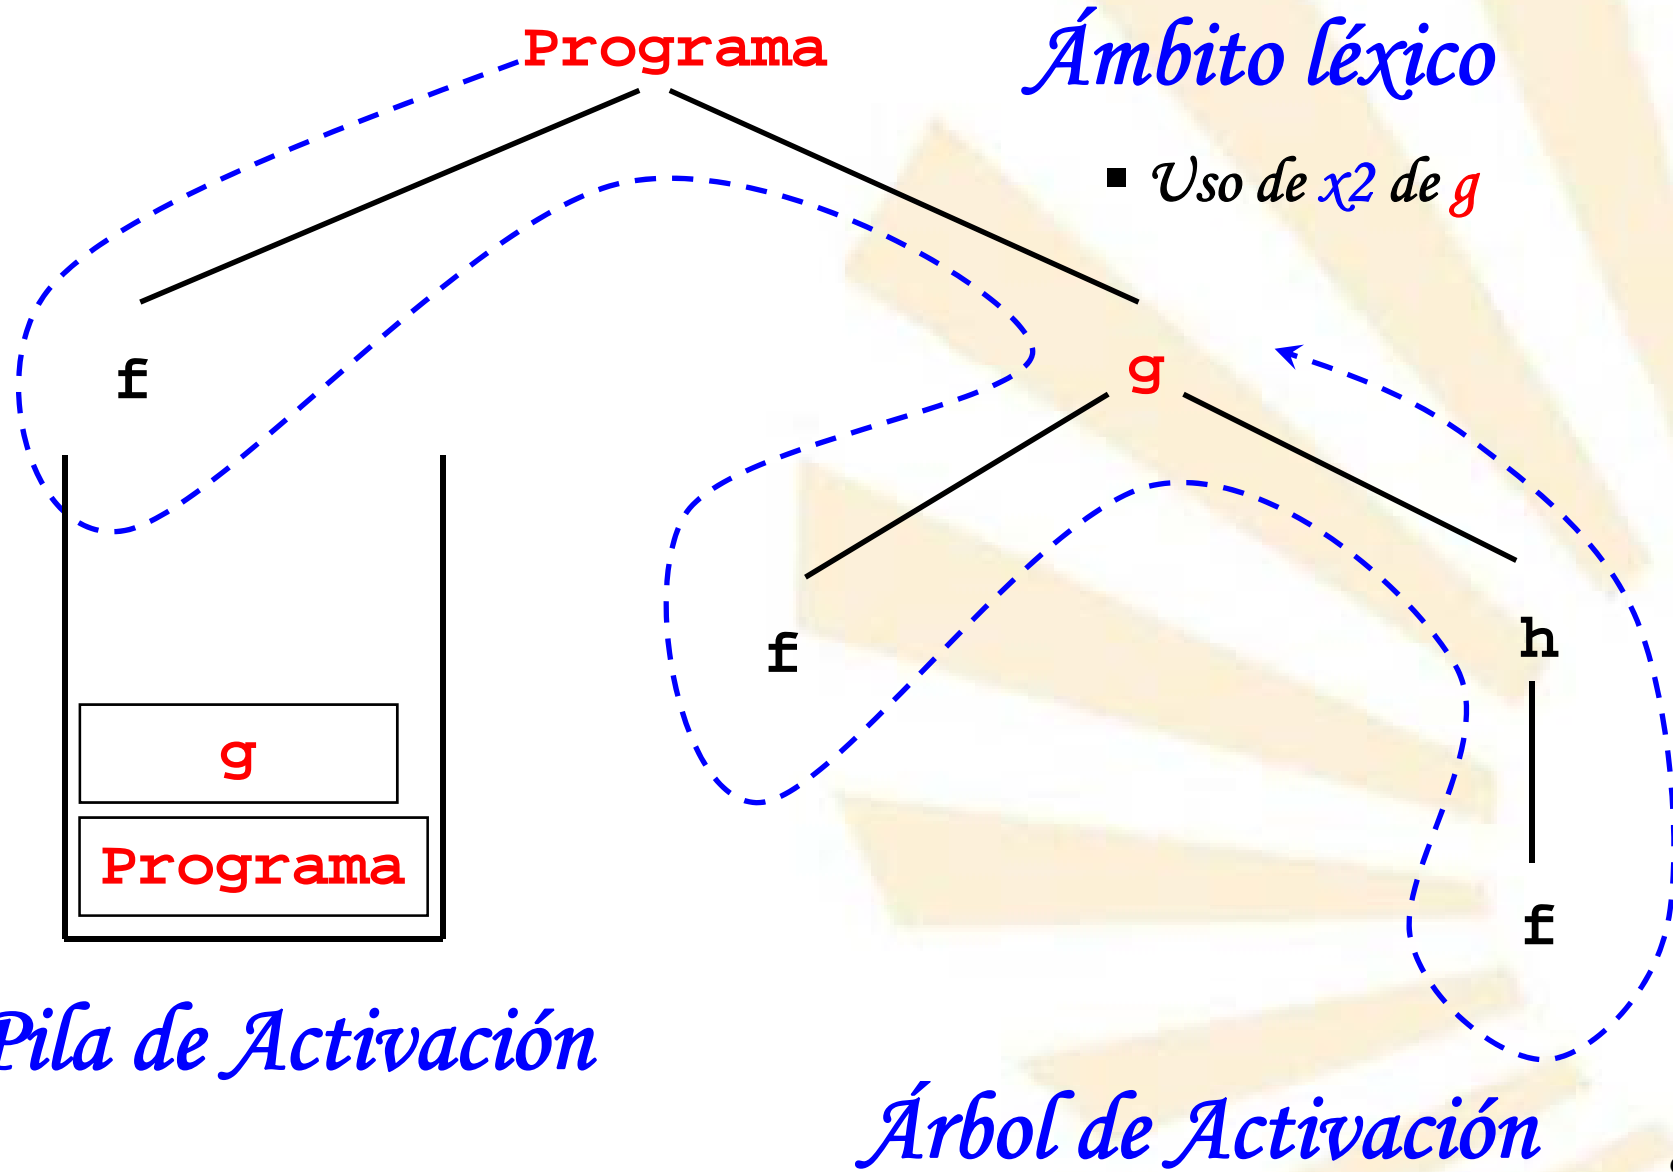 Programa
Ámbito léxico
▪ Uso de x2 de g
f
g
f
h
g
Programa
f
Pila de Activación
Árbol de Activación